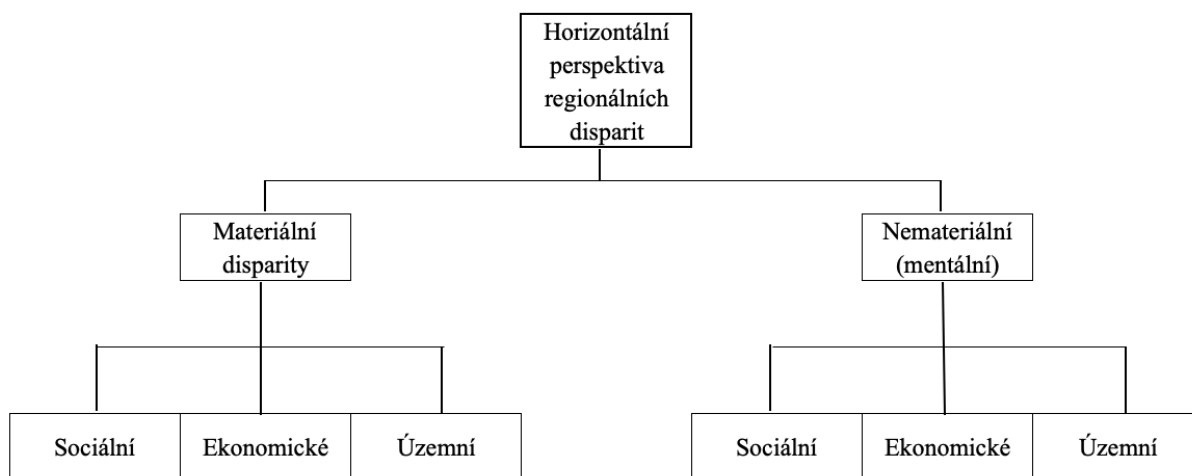 Horizontální
perspektiva
regionálních
disparit
Materiální
disparity
Nemateriální
(mentální)
Sociální
Ekonomické
Územní
Sociální
Ekonomické
Územní